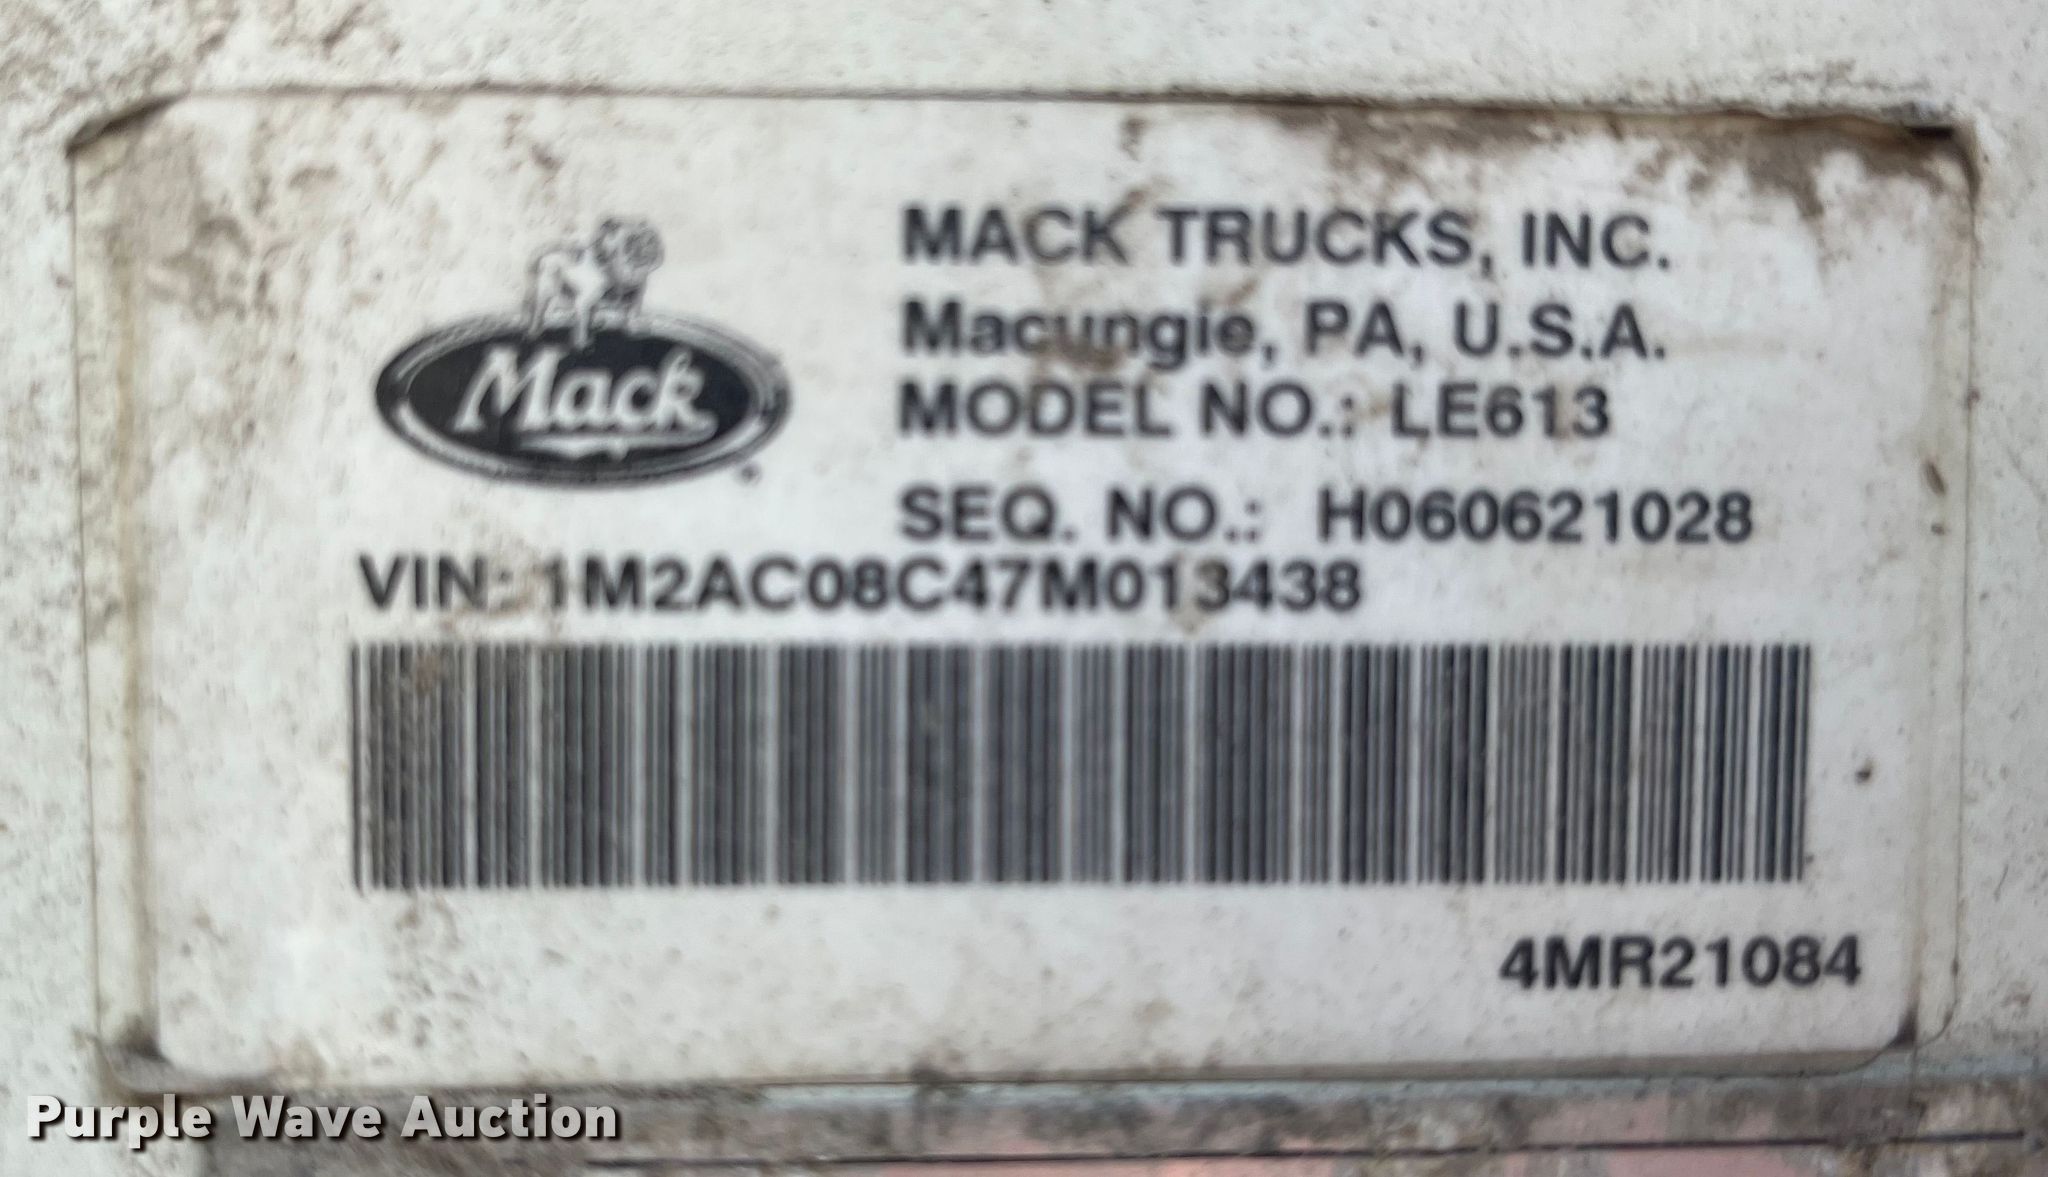 Mack
MACK TRUCKS, INC.
Macungie, PA, U.S.A.
MODEL NO.: LE613
SEQ. NO.: H060621028
VIN: 1M2AC08C47M013438
4MR21084
Purple Wave Auction